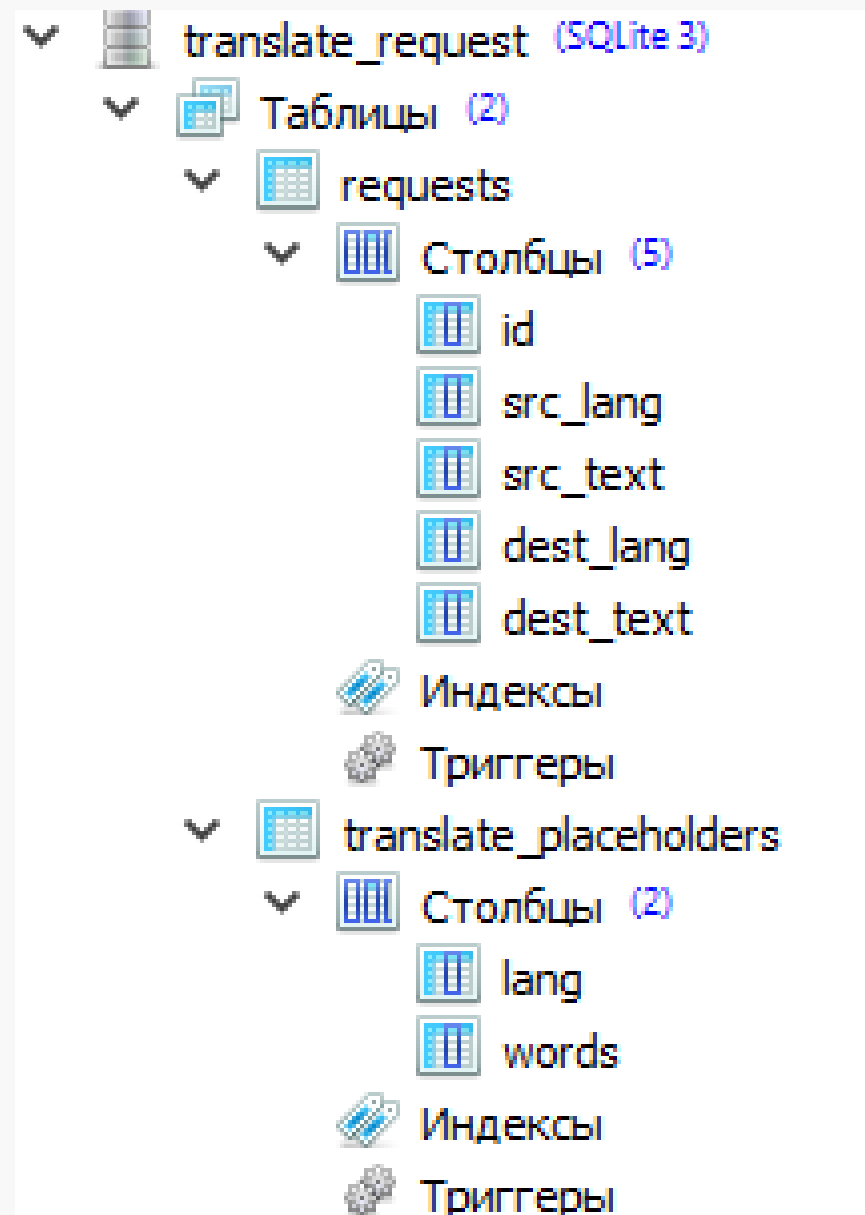 translate_request (SQLite 3)
Таблицы (2)
requests
Столбцы (5)
id
src_lang
src_text
dest_lang
dest_text
Индексы
Триггеры
translate_placeholders
Столбцы (2)
lang
words
Индексы
Триггеры